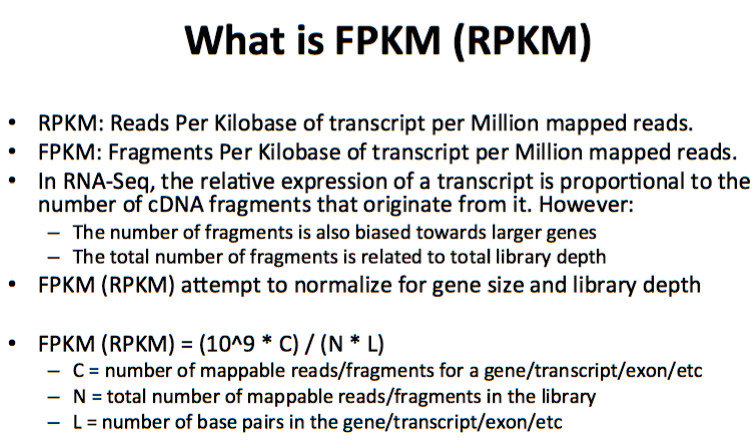 What is FPKM (RPKM)
• RPKM: Reads Per Kilobase of transcript per Million mapped reads.
• FPKM: Fragments Per Kilobase of transcript per Million mapped reads.
• In RNA-Seq, the relative expression of a transcript is proportional to the
number of cDNA fragments that originate from it. However:
– The number of fragments is also biased towards larger genes
– The total number of fragments is related to total library depth
• FPKM (RPKM) attempt to normalize for gene size and library depth
• FPKM (RPKM) = (10^9 * C) / (N * L)
– C = number of mappable reads/fragments for a gene/transcript/exon/etc
– N = total number of mappable reads/fragments in the library
– L = number of base pairs in the gene/transcript/exon/etc